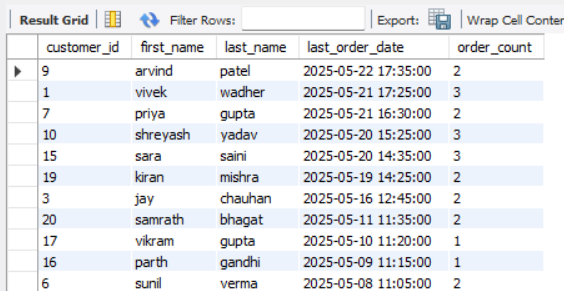 Result Grid Filter Rows: Export: Wrap Cell Conten
customer_id first_name last_name last_order_date order_count
9 arvind patel 2025-05-22 17:35:00 2
1 vivek wadher 2025-05-21 17:25:00 3
7 priya gupta 2025-05-21 16:30:00 2
10 shreyash yadav 2025-05-20 15:25:00 3
15 sara saini 2025-05-20 14:35:00 3
19 kiran mishra 2025-05-19 14:25:00 2
3 jay chauhan 2025-05-16 12:45:00 2
20 samrath bhagat 2025-05-11 11:35:00 2
17 vikram gupta 2025-05-10 11:20:00 1
16 parth gandhi 2025-05-09 11:15:00 1
6 sunil verma 2025-05-08 11:05:00 2